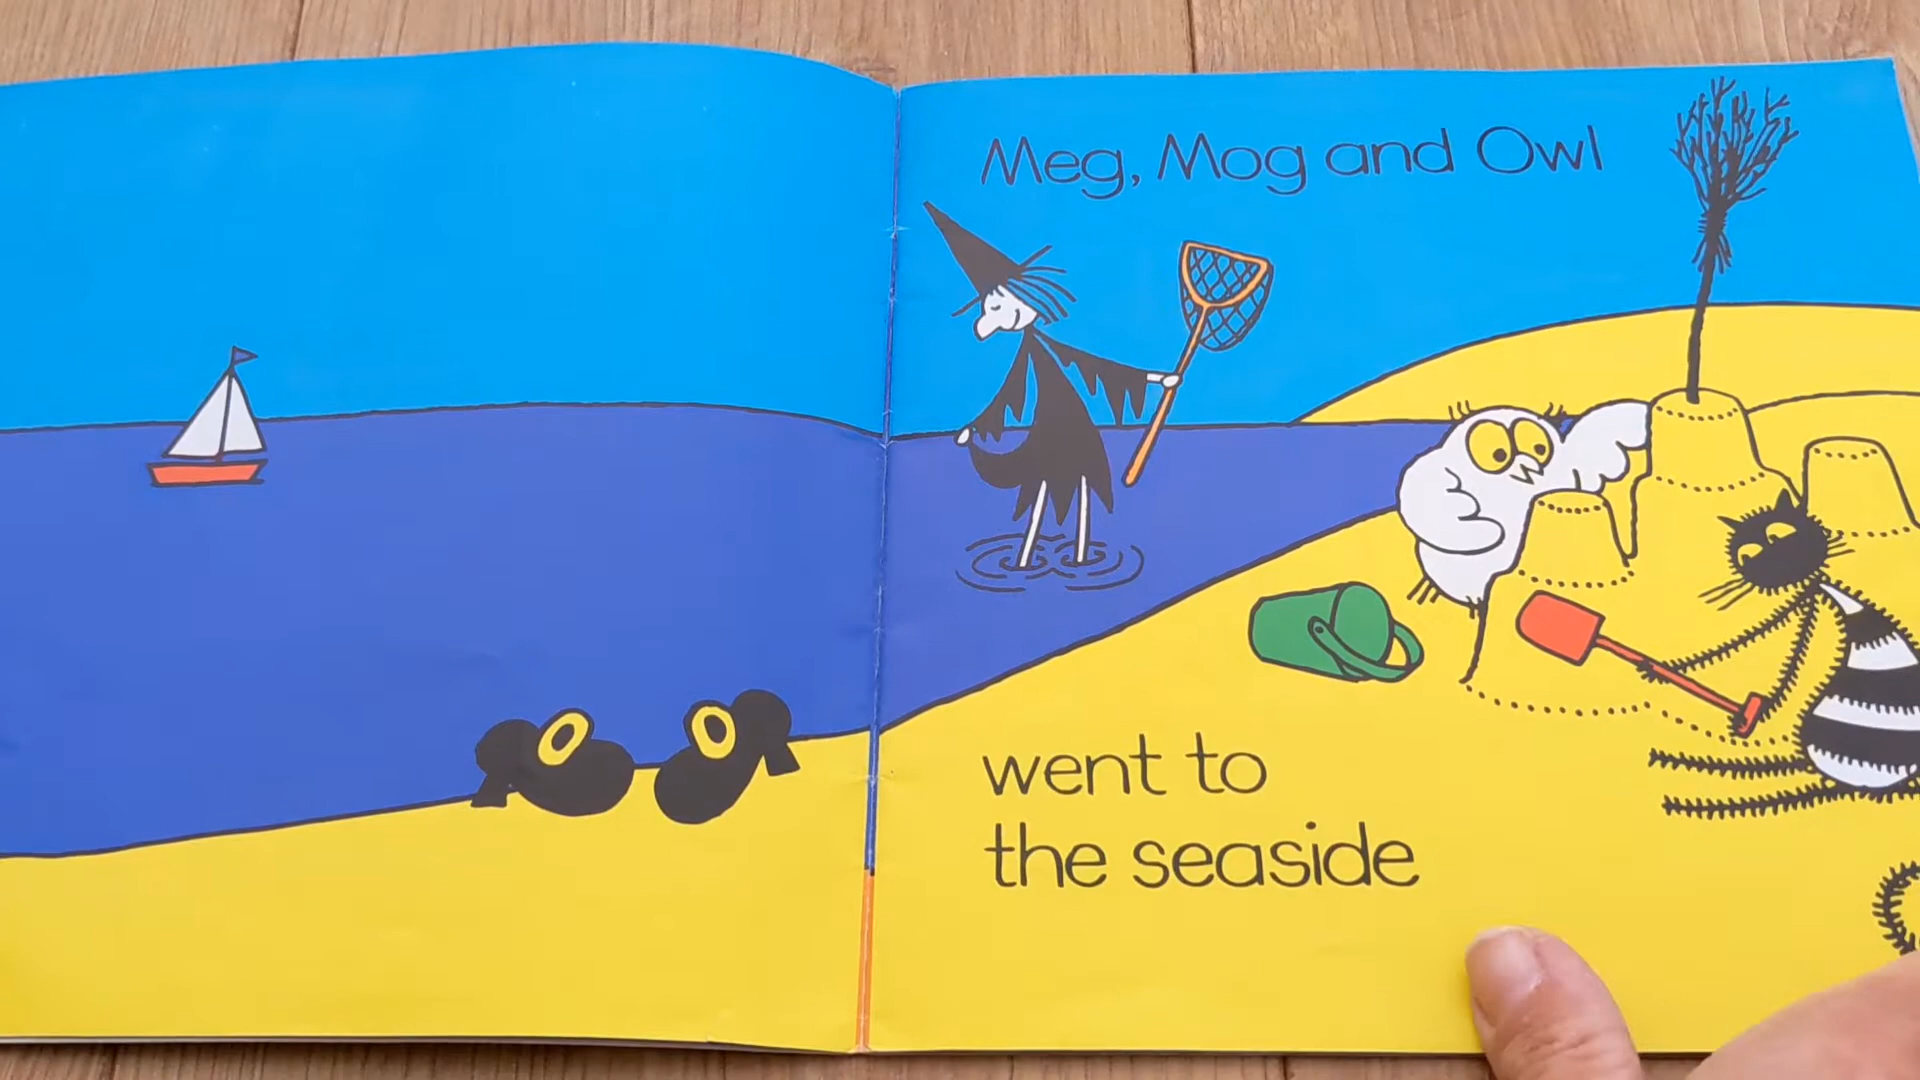 Meg, Mog and Owl
went to
the seaside